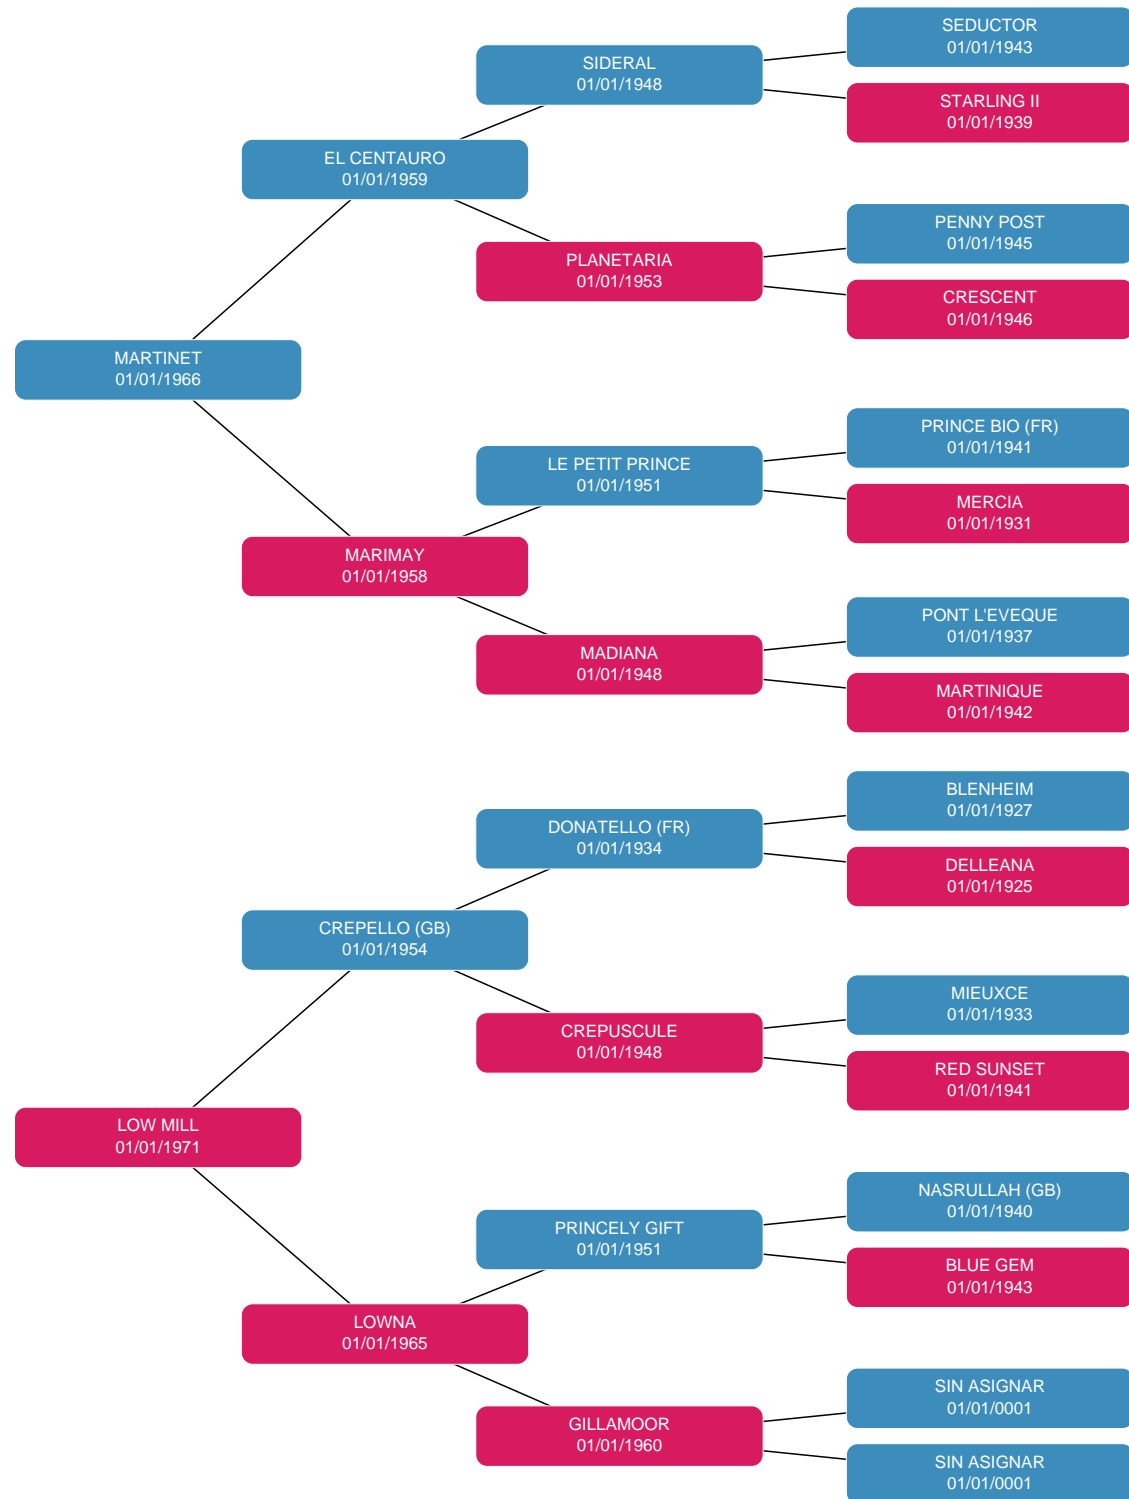 SEDUCTOR
01/01/1943
SIDERAL
01/01/1948
STARLING II
01/01/1939
EL CENTAURO
01/01/1959
PENNY POST
01/01/1945
PLANETARIA
01/01/1953
CRESCENT
01/01/1946
MARTINET
01/01/1966
PRINCE BIO (FR)
01/01/1941
LE PETIT PRINCE
01/01/1951
MERCIA
01/01/1931
MARIMAY
01/01/1958
PONT L'EVEQUE
01/01/1937
MADIANA
01/01/1948
MARTINIQUE
01/01/1942
BLENHEIM
01/01/1927
DONATELLO (FR)
01/01/1934
DELLEANA
01/01/1925
CREPELLO (GB)
01/01/1954
MIEUXCE
01/01/1933
CREPUSCULE
01/01/1948
RED SUNSET
01/01/1941
LOW MILL
01/01/1971
NASRULLAH (GB)
01/01/1940
PRINCELY GIFT
01/01/1951
BLUE GEM
01/01/1943
LOWNA
01/01/1965
SIN ASIGNAR
01/01/0001
GILLAMOOR
01/01/1960
SIN ASIGNAR
01/01/0001